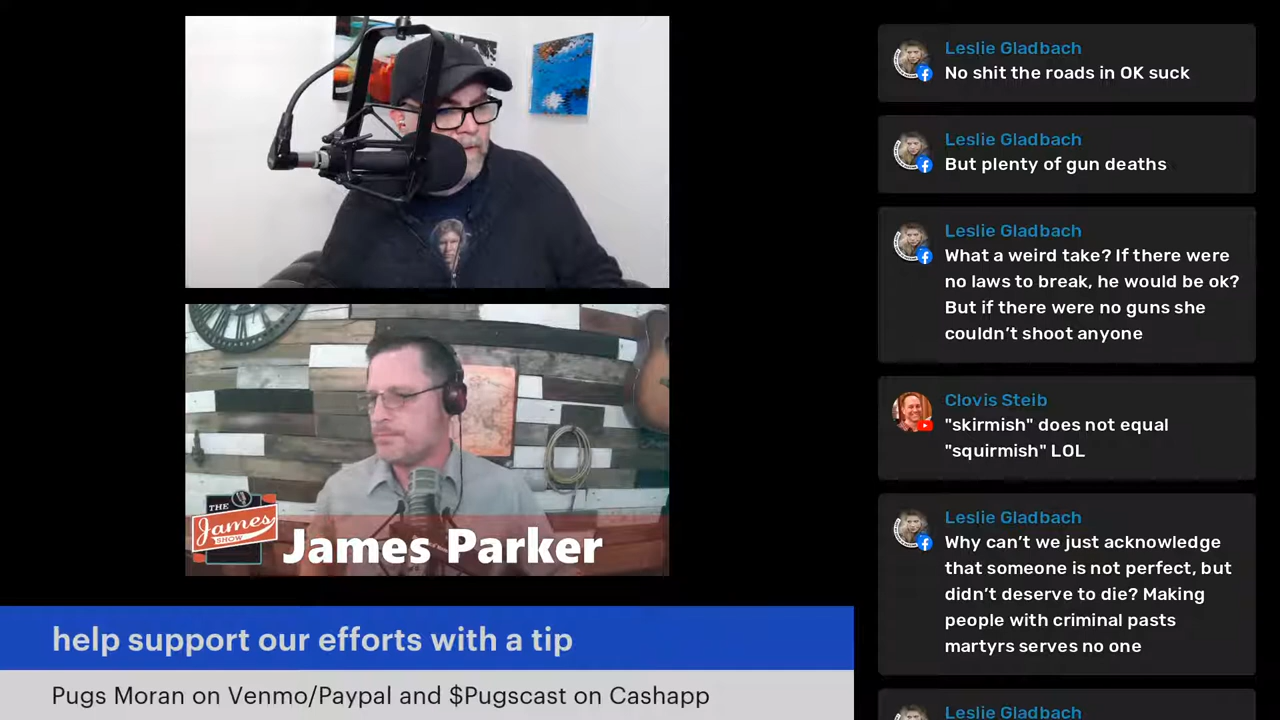 THE
James
SHOW
James Parker
help support our efforts with a tip
Pugs Moran on Venmo/Paypal and $Pugscast on Cashapp
Leslie Gladbach
No shit the roads in OK suck
Leslie Gladbach
But plenty of gun deaths
Leslie Gladbach
What a weird take? If there were
no laws to break, he would be ok?
But if there were no guns she
couldn’t shoot anyone
Clovis Steib
"skirmish" does not equal
"squirmish" LOL
Leslie Gladbach
Why can’t we just acknowledge
that someone is not perfect, but
didn’t deserve to die? Making
people with criminal pasts
martyrs serves no one
Leslie Gladbach